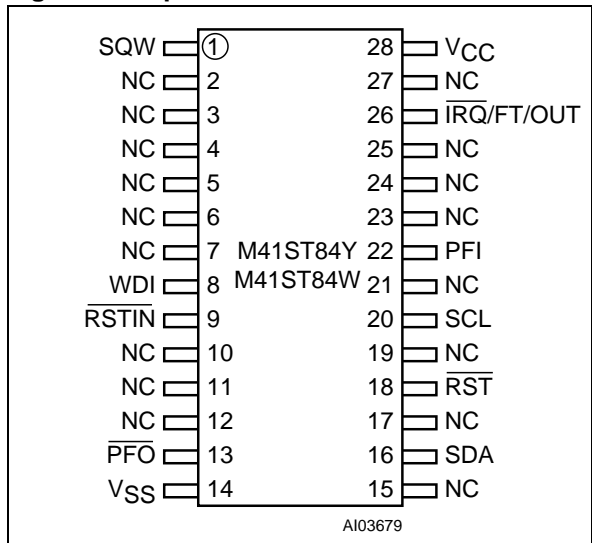 SQW 1 28 VCC
NC 2 27 NC
NC 3 26 IRQ/FT/OUT
NC 4 25 NC
NC 5 24 NC
NC 6 23 NC
NC 7 M41ST84Y 22 PFI
WDI 8 M41ST84W 21 NC
RSTIN 9 20 SCL
NC 10 19 NC
NC 11 18 RST
NC 12 17 NC
PFO 13 16 SDA
VSS 14 15 NC
AI03679